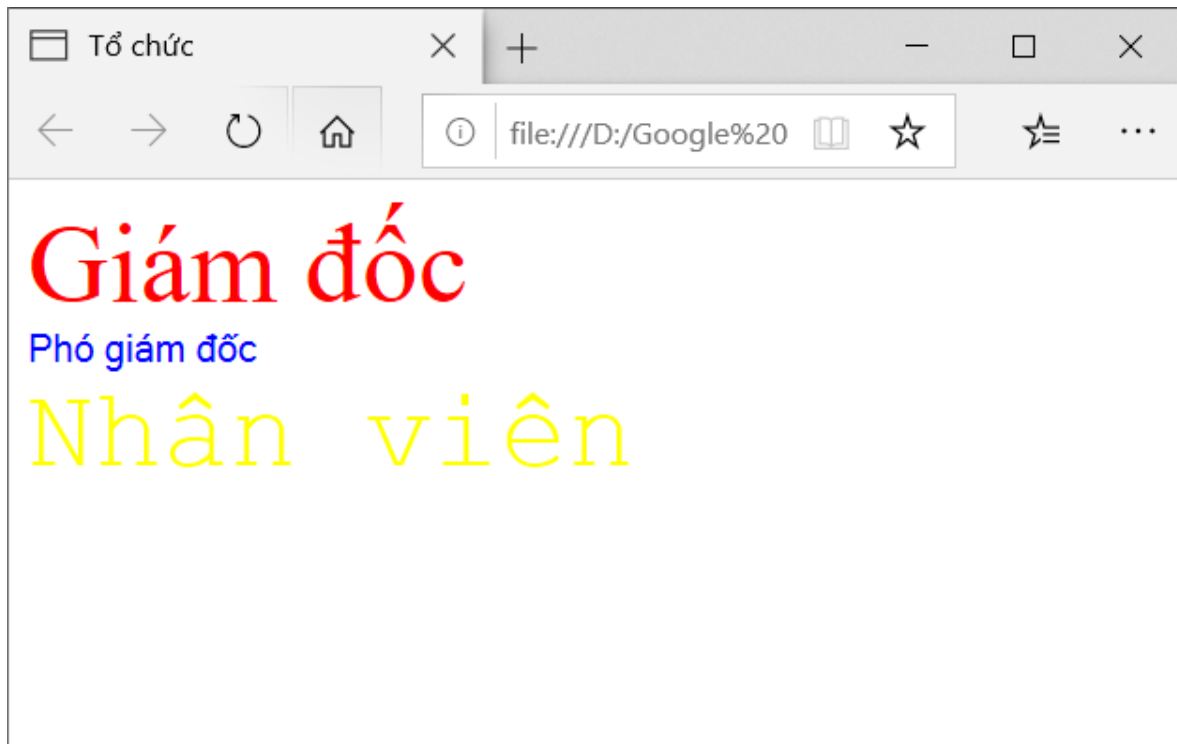 Tổ chức
file:///D:/Google%20
Giám đốc
Phó giám đốc
Nhân viên